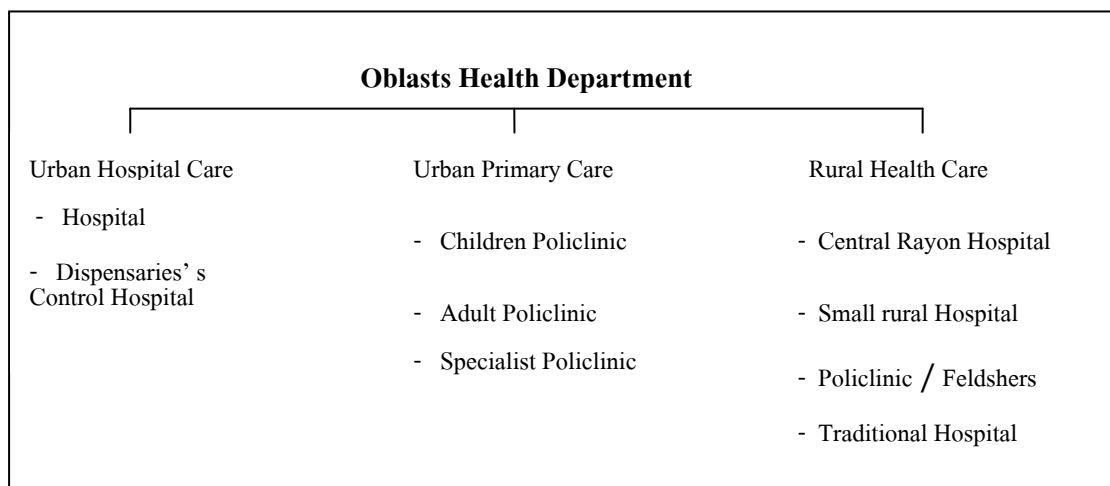 Oblasts Health Department
Urban Hospital Care
- Hospital
- Dispensaries’ s
Control Hospital
Urban Primary Care
- Children Policlinic
- Adult Policlinic
- Specialist Policlinic
Rural Health Care
- Central Rayon Hospital
- Small rural Hospital
- Policlinic / Feldshers
- Traditional Hospital